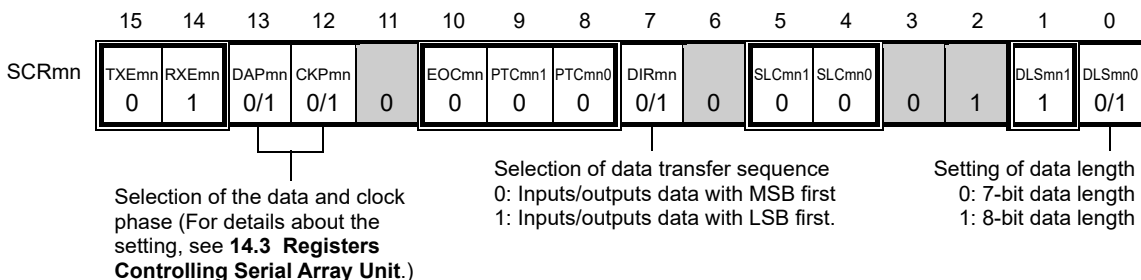 15 14 13 12 11 10 9 8 7 6 5 4 3 2 1 0
SCRmn TXEmn RXEmn DAPmn CKPmn EOCmn PTCmn1 PTCmn0 DIRmn SLCmn1 SLCmn0 DLSmn1 DLSmn0
0 1 0/1 0/1 0 0 0 0 0/1 0 0 0 0 1 1 0/1
Selection of the data and clock
phase (For details about the
setting, see 14.3 Registers
Controlling Serial Array Unit.)
Selection of data transfer sequence
0: Inputs/outputs data with MSB first
1: Inputs/outputs data with LSB first.
Setting of data length
0: 7-bit data length
1: 8-bit data length